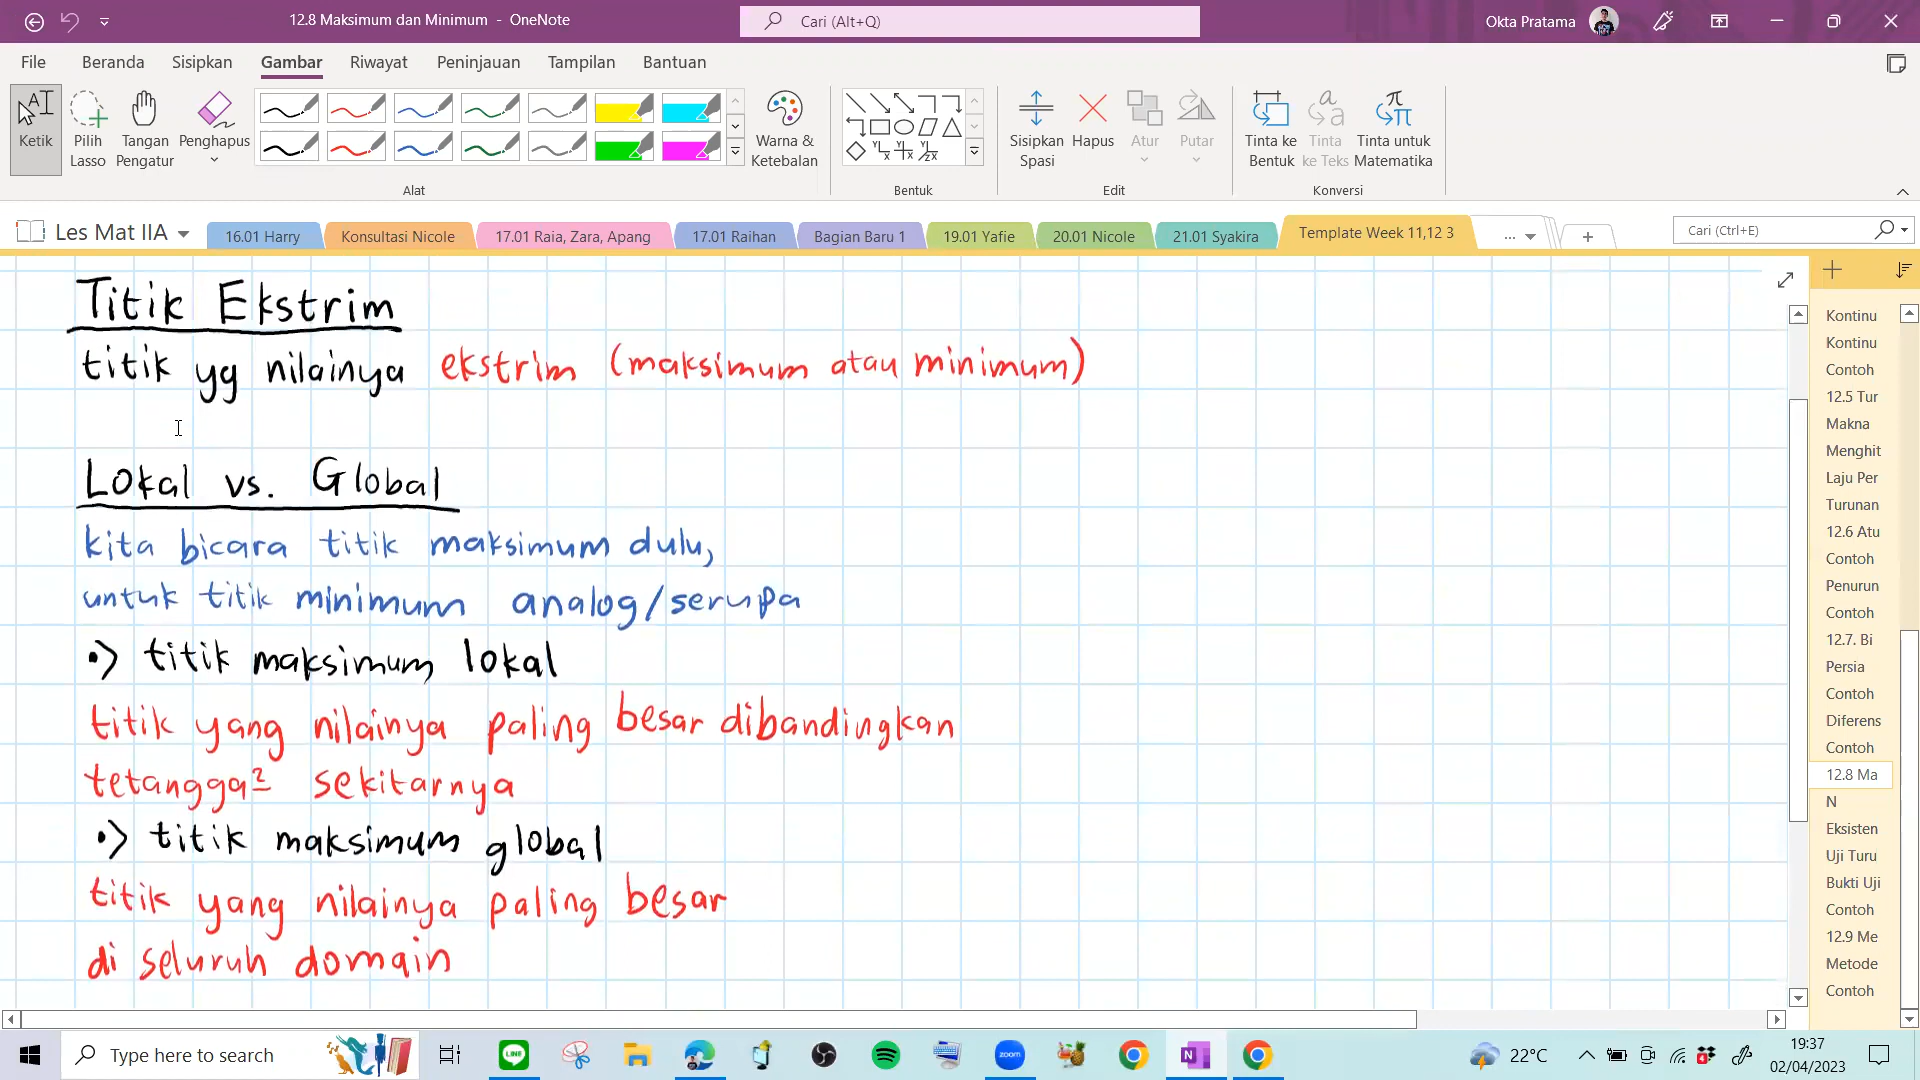 12.8 Maksimum dan Minimum - OneNote
Cari (Alt+Q)
Okta Pratama
File Beranda Sisipkan Gambar Riwayat Peninjauan Tampilan Bantuan
Ketik
Pilih Lasso
Tangan Pengatur
Penghapus
Warna & Ketebalan
Sisipkan Spasi
Hapus
Atur
Putar
Tinta ke Bentuk
Tinta ke Teks
Tinta untuk Matematika
Alat Bentuk Edit Konversi
Les Mat IIA
16.01 Harry
Konsultasi Nicole
17.01 Raia, Zara, Apang
17.01 Raihan
Bagian Baru 1
19.01 Yafie
20.01 Nicole
21.01 Syakira
Template Week 11,12 3
...
Cari (Ctrl+E)
Titik Ekstrim
titik yg nilainya ekstrim (maksimum atau minimum)
Lokal vs. Global
kita bicara titik maksimum dulu,
untuk titik minimum analog/serupa
•> titik maksimum lokal
titik yang nilainya paling besar dibandingkan
tetangga² sekitarnya
•> titik maksimum global
titik yang nilainya paling besar
di seluruh domain
Kontinu
Kontinu
Contoh
12.5 Tur
Makna
Menghit
Laju Per
Turunan
12.6 Atu
Contoh
Penurun
Contoh
12.7. Bi
Persia
Contoh
Diferens
Contoh
12.8 Ma
N
Eksisten
Uji Turu
Bukti Uji
Contoh
12.9 Me
Metode
Contoh
Type here to search
22°C
19:37
02/04/2023